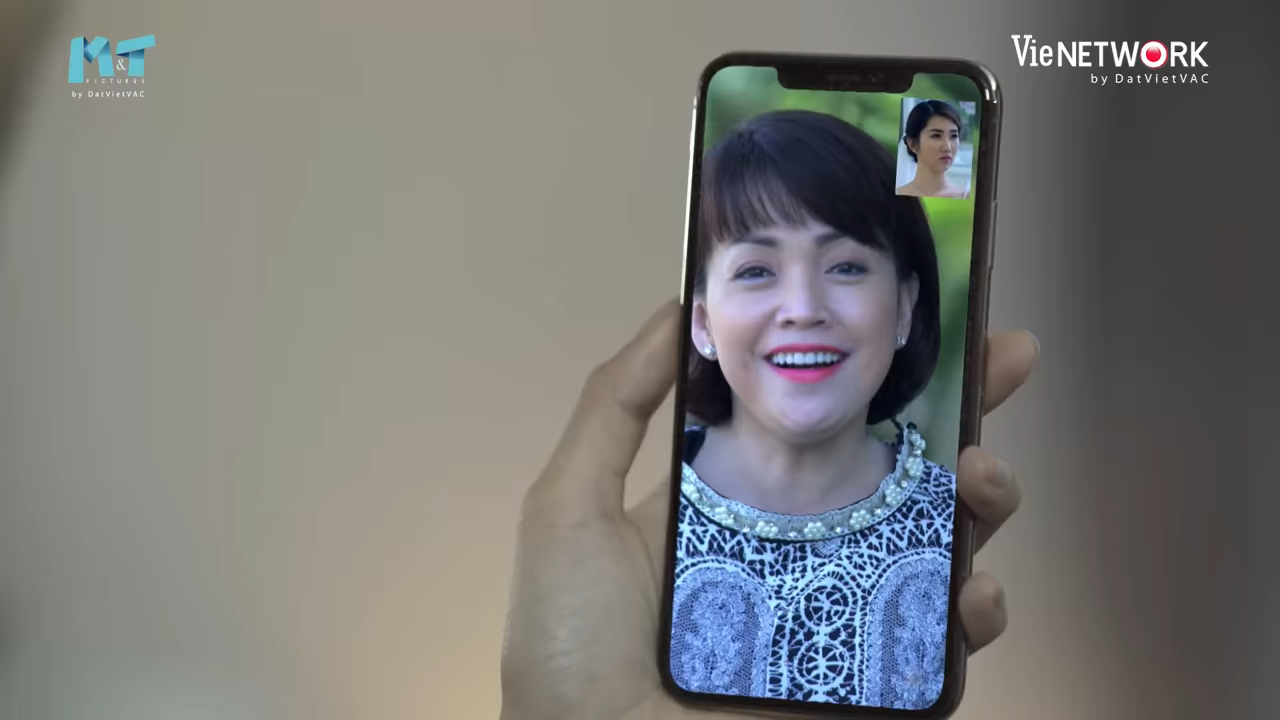 M&T
PICTURES
by DatVietVAC
VieNETWORK
by DatVietVAC